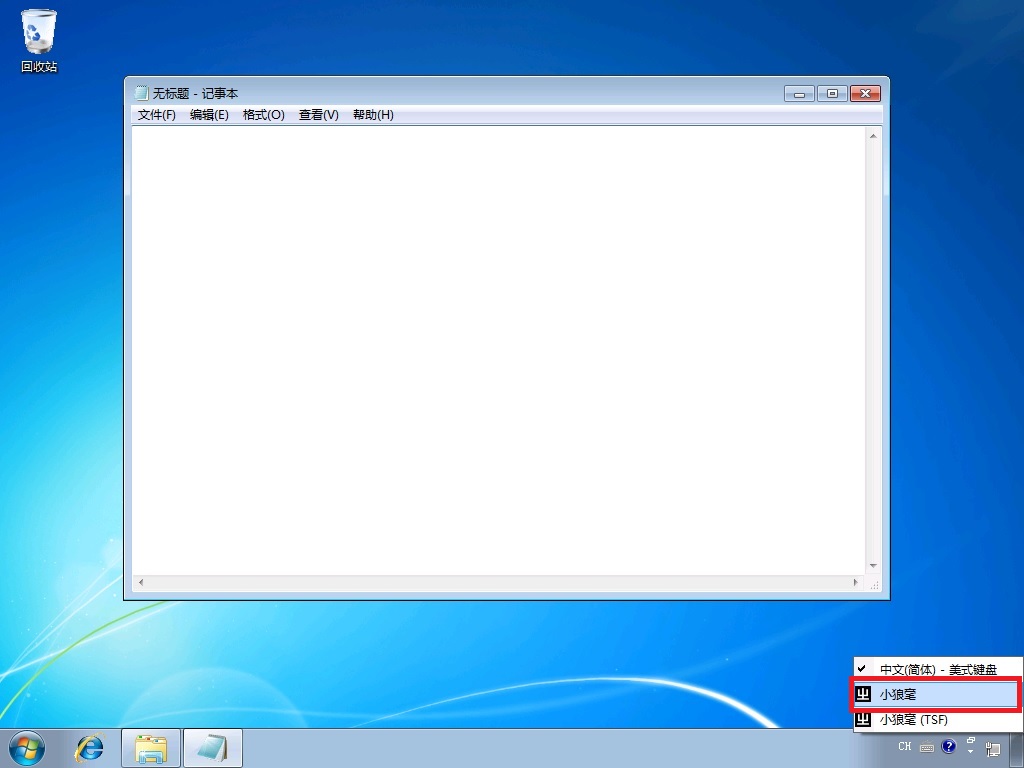 回收站
无标题 - 记事本
文件(F) 编辑(E) 格式(O) 查看(V) 帮助(H)
中文(简体) - 美式键盘
小狼毫
小狼毫 (TSF)
CH